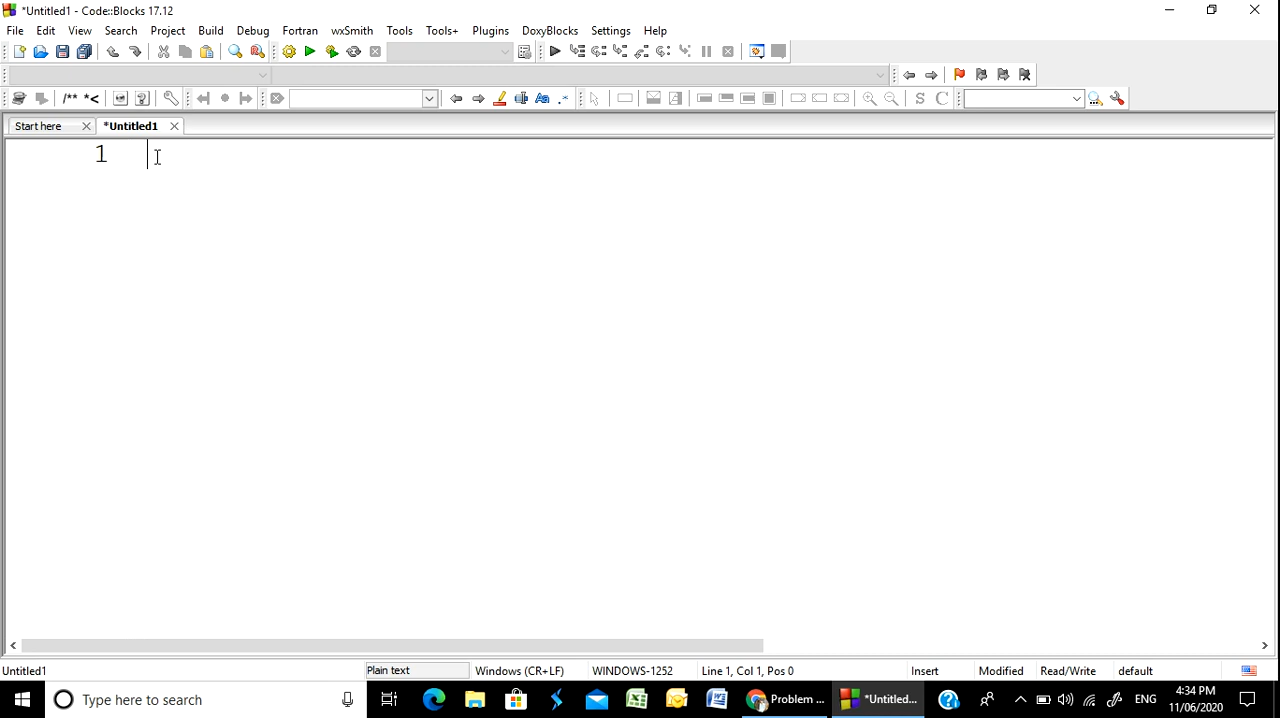 *Untitled1 - Code::Blocks 17.12
File Edit View Search Project Build Debug Fortran wxSmith Tools Tools+ Plugins DoxyBlocks Settings Help
/** *<
Aa .*
S C
Start here *Untitled1
1
Untitled1 Plain text Windows (CR+LF) WINDOWS-1252 Line 1, Col 1, Pos 0 Insert Modified Read/Write default
Type here to search Problem ... *Untitled... ENG 4:34 PM
11/06/2020